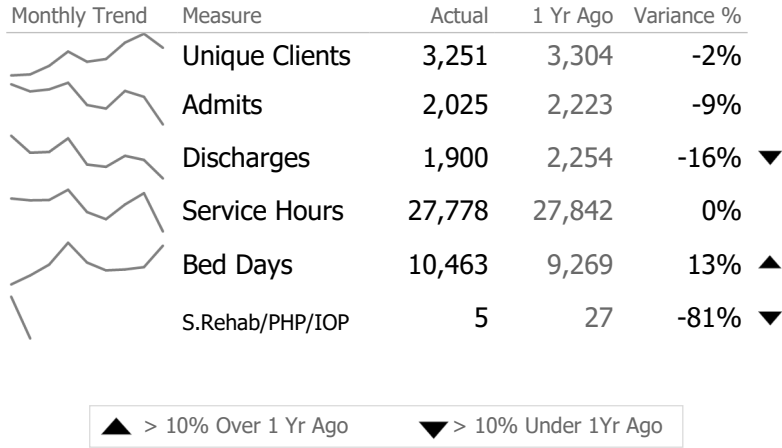 Monthly Trend Measure Actual 1 Yr Ago Variance %
Unique Clients 3,251 3,304 -2%
Admits 2,025 2,223 -9%
Discharges 1,900 2,254 -16% ▼
Service Hours 27,778 27,842 0%
Bed Days 10,463 9,269 13% ▲
S.Rehab/PHP/IOP 5 27 -81% ▼
▲ > 10% Over 1 Yr Ago ▼ > 10% Under 1Yr Ago